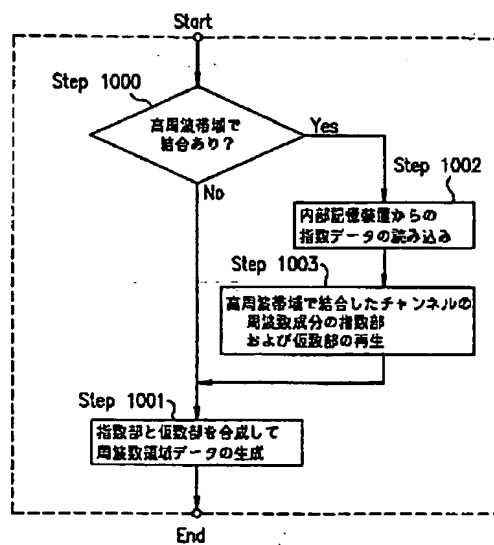 Start
Step 1000
高周波帯域で
結合あり?
Yes
No
Step 1002
内部記憶装置からの
指数データの読み込み
Step 1003
高周波帯域で結合したチャンネルの
周波数成分の指数部
および仮数部の再生
Step 1001
指数部と仮数部を合成して
周波数領域データの生成
End